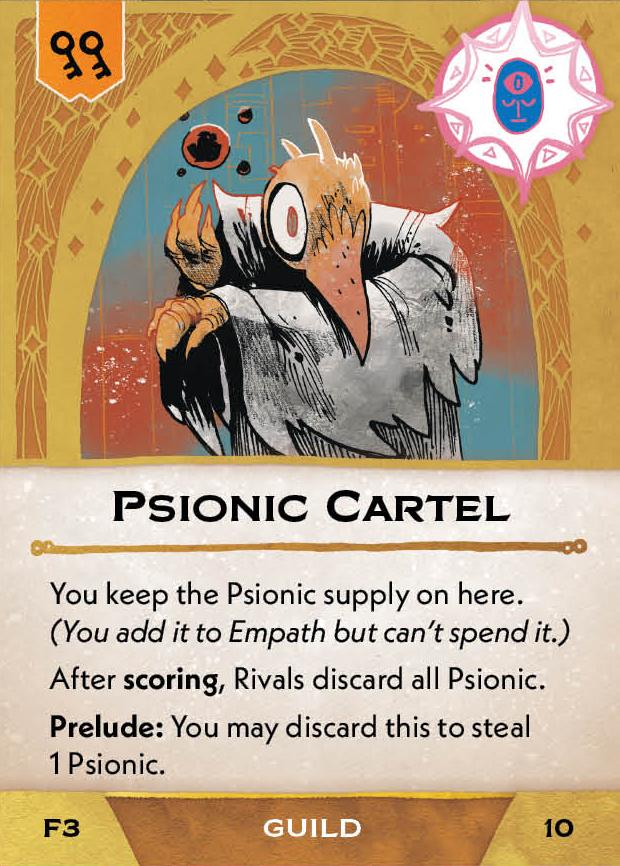 PSIONIC CARTEL
You keep the Psionic supply on here.
(You add it to Empath but can't spend it.)
After scoring, Rivals discard all Psionic.
Prelude: You may discard this to steal
1 Psionic.
F3 GUILD 10